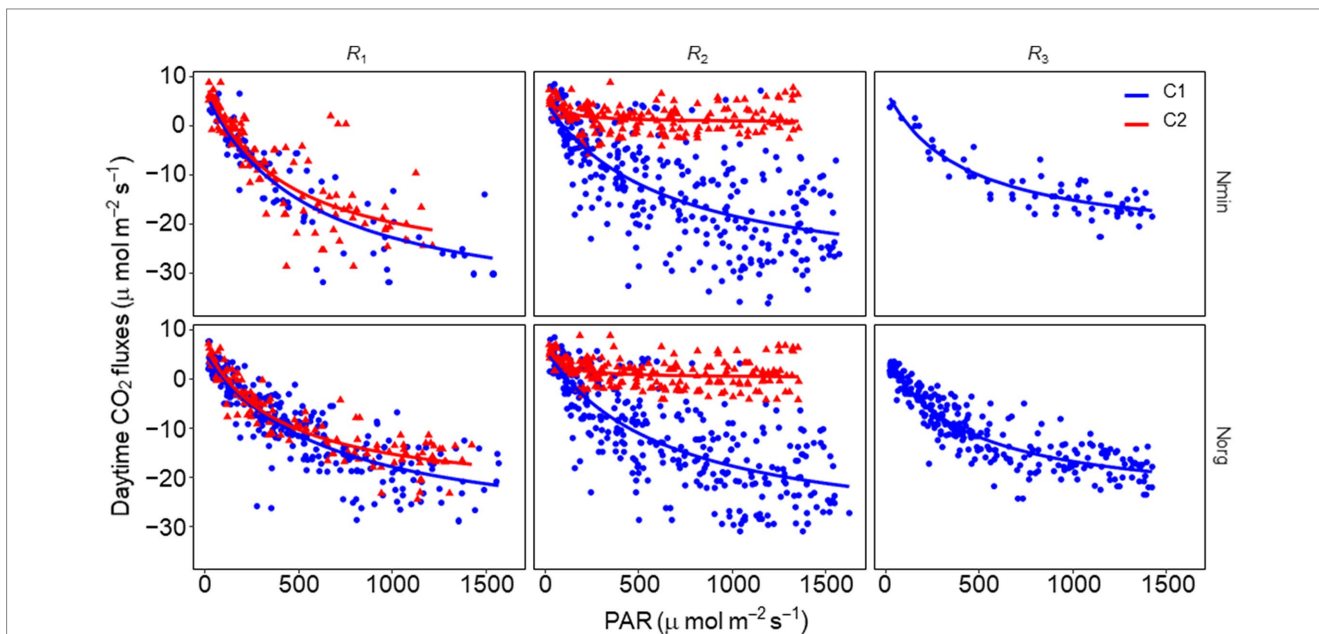 R₁ R₂ R₃
10
0
−10
−20
−30
C1
C2
Nmin
10
0
−10
−20
−30
Norg
0 500 1000 1500 0 500 1000 1500 0 500 1000 1500
Daytime CO₂ fluxes (μ mol m⁻² s⁻¹)
PAR (μ mol m⁻² s⁻¹)